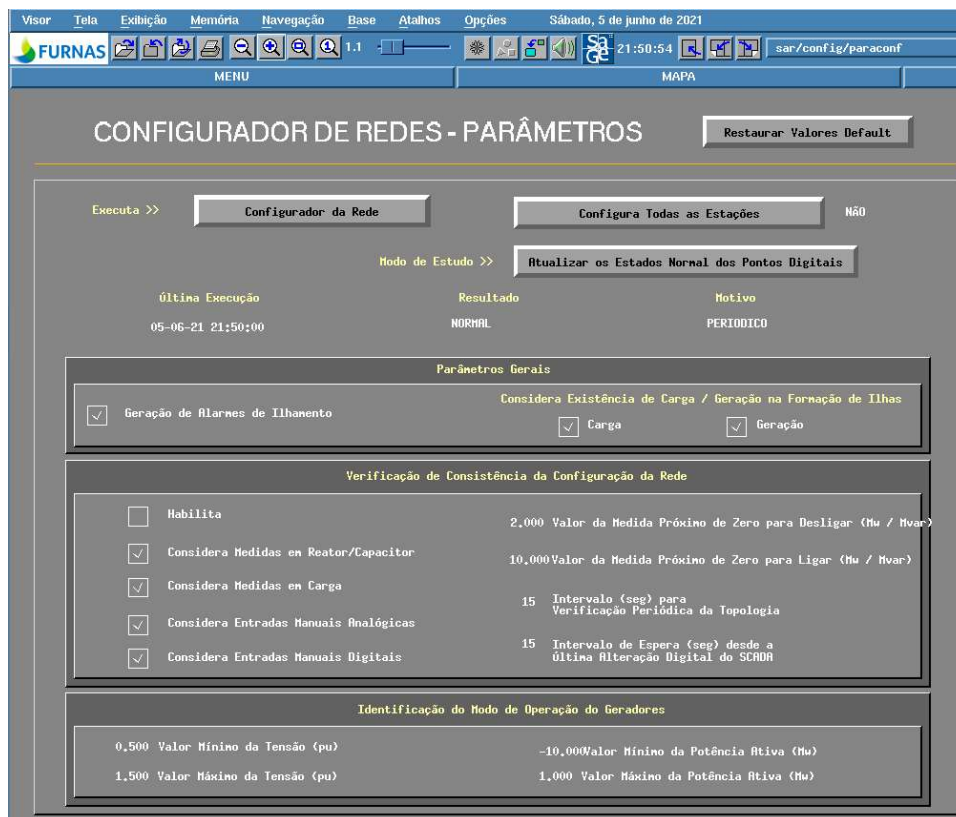 Visor Tela Exibição Memória Navegação Base Atalhos Opções Sábado, 5 de junho de 2021
FURNAS 1.1 SAGE 21:50:54 sar/config/paraconf
MENU MAPA
CONFIGURADOR DE REDES - PARÂMETROS Restaurar Valores Default
Executa >> Configurador da Rede Configura Todas as Estações NÃO
Modo de Estudo >> Atualizar os Estados Normal dos Pontos Digitais
Última Execução Resultado Motivo
05-06-21 21:50:00 NORMAL PERIODICO
Parâmetros Gerais
Geração de Alarmes de Ilhamento
Considera Existência de Carga / Geração na Formação de Ilhas
Carga Geração
Verificação de Consistência da Configuração da Rede
Habilita
Considera Medidas em Reator/Capacitor
Considera Medidas em Carga
Considera Entradas Manuais Analógicas
Considera Entradas Manuais Digitais
2.000 Valor da Medida Próximo de Zero para Desligar (Mw / Mvar)
10.000Valor da Medida Próximo de Zero para Ligar (Mw / Mvar)
15 Intervalo (seg) para
Verificação Periódica da Topologia
15 Intervalo de Espera (seg) desde a
Última Alteração Digital do SCADA
Identificação do Modo de Operação do Geradores
0.500 Valor Mínimo da Tensão (pu)
1.500 Valor Máximo da Tensão (pu)
-10.000Valor Mínimo da Potência Ativa (Mw)
1.000 Valor Máximo da Potência Ativa (Mw)